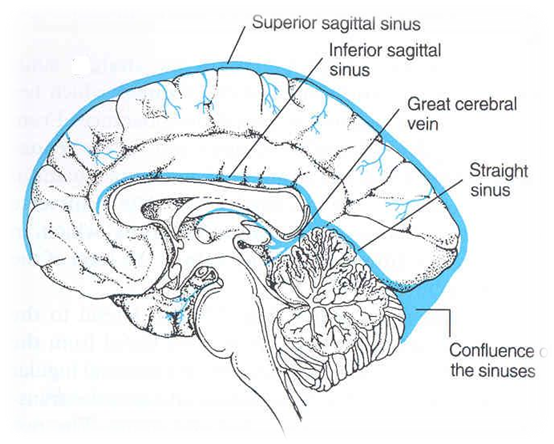 Superior sagittal sinus
Inferior sagittal
sinus
Great cerebral
vein
Straight
sinus
Confluence o
the sinuses